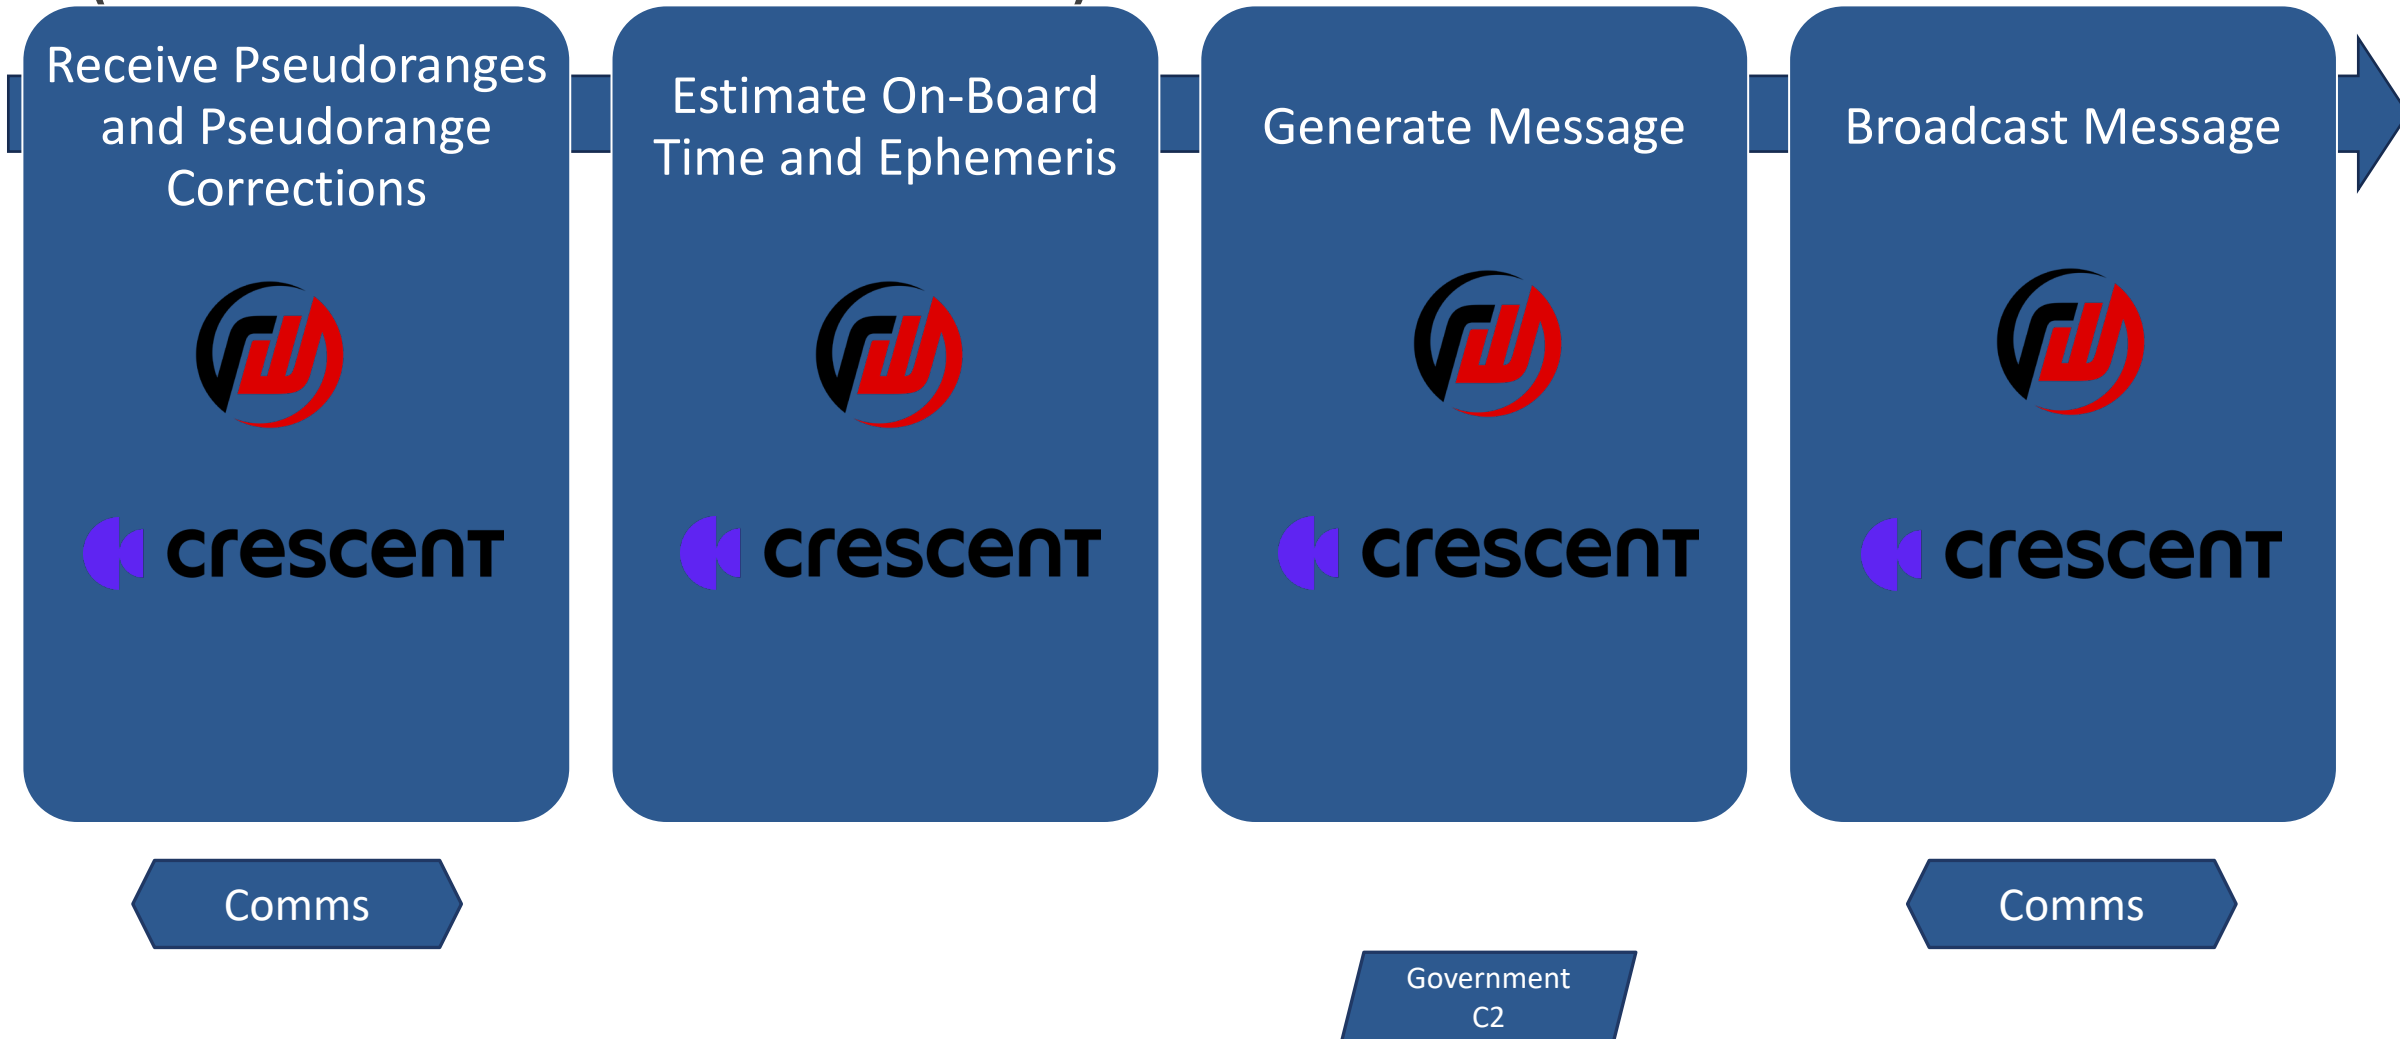 Receive Pseudoranges
and Pseudorange
Corrections
Estimate On-Board
Time and Ephemeris
Generate Message
Broadcast Message
crescent
crescent
crescent
crescent
Comms
Comms
Government
C2